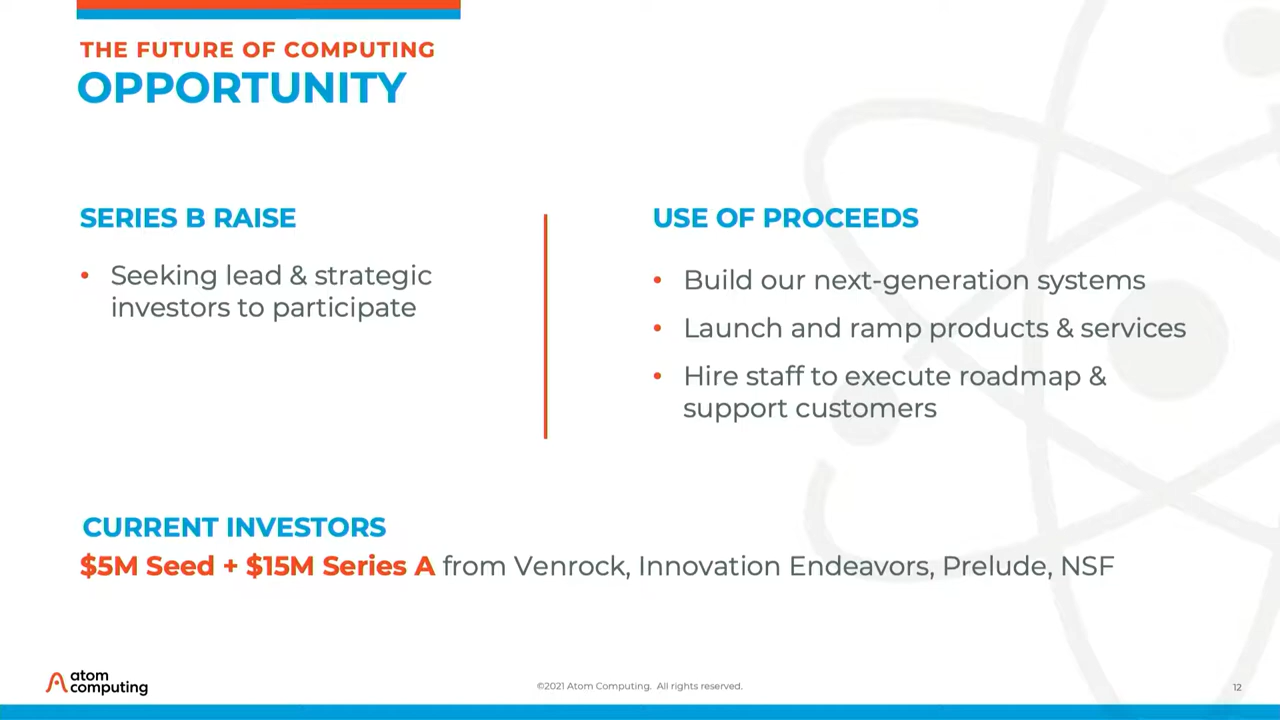 THE FUTURE OF COMPUTING
OPPORTUNITY
SERIES B RAISE
• Seeking lead & strategic
investors to participate
USE OF PROCEEDS
• Build our next-generation systems
• Launch and ramp products & services
• Hire staff to execute roadmap &
support customers
CURRENT INVESTORS
$5M Seed + $15M Series A from Venrock, Innovation Endeavors, Prelude, NSF
atom
computing
©2021 Atom Computing. All rights reserved.
12